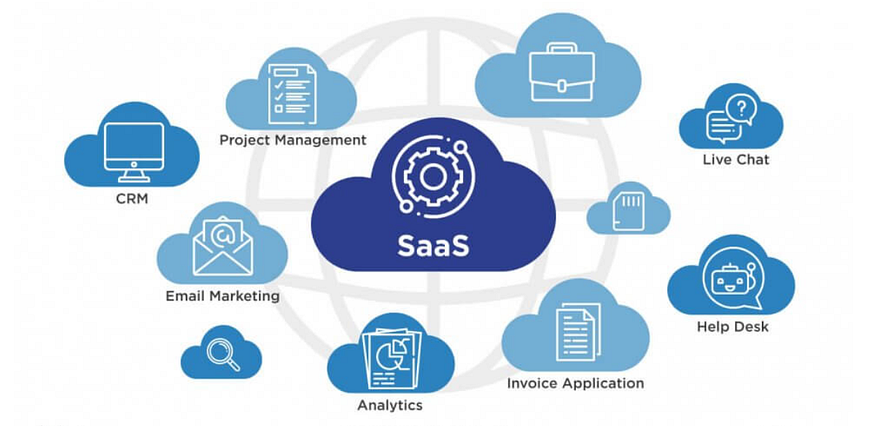 Project Management
CRM
Live Chat
SaaS
Email Marketing
Help Desk
Invoice Application
Analytics